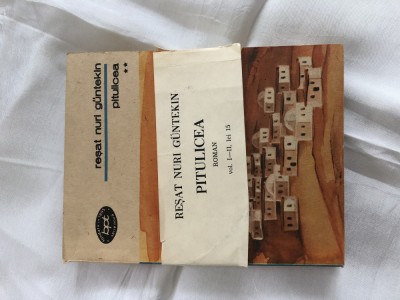 reşat nuri güntekin
pitulicea
**
bpt
REŞAT NURI GÜNTEKIN
PITULICEA
ROMAN
vol. I—II, lei 15